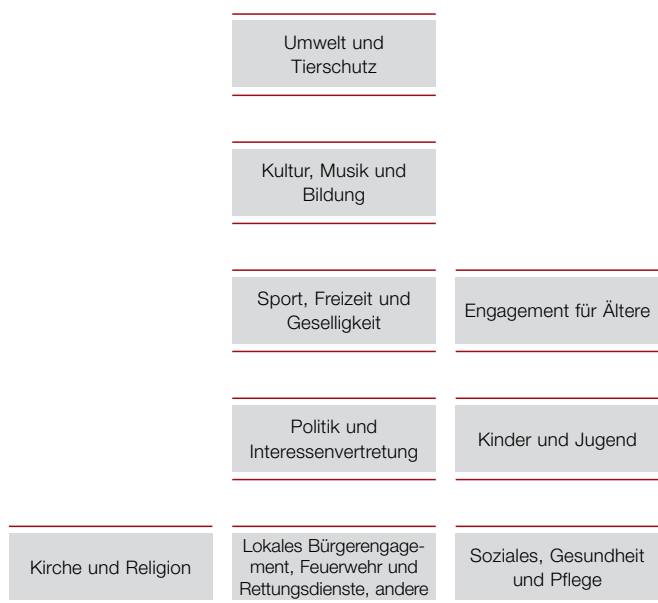 Umwelt und
Tierschutz
Kultur, Musik und
Bildung
Sport, Freizeit und
Geselligkeit
Engagement für Ältere
Politik und
Interessenvertretung
Kinder und Jugend
Kirche und Religion
Lokales Bürgerengage-
ment, Feuerwehr und
Rettungsdienste, andere
Soziales, Gesundheit
und Pflege